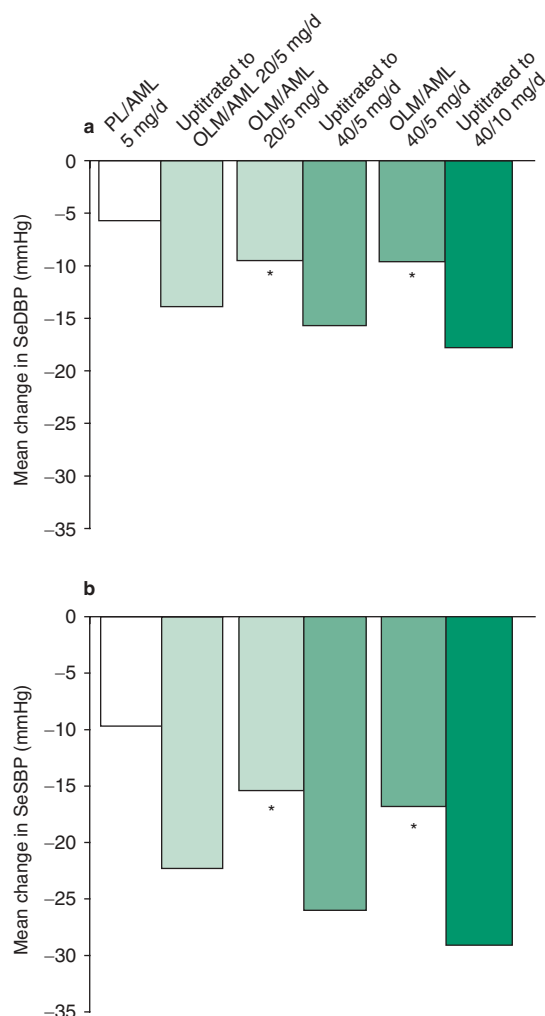 PL/AML
5 mg/d
Uptitrated to
OLM/AML 20/5 mg/d
OLM/AML
20/5 mg/d
Uptitrated to
40/5 mg/d
OLM/AML
40/5 mg/d
Uptitrated to
40/10 mg/d
a
0
–5
–10
–15
–20
–25
–30
–35
Mean change in SeDBP (mmHg)
*
*
b
0
–5
–10
–15
–20
–25
–30
–35
Mean change in SeSBP (mmHg)
*
*